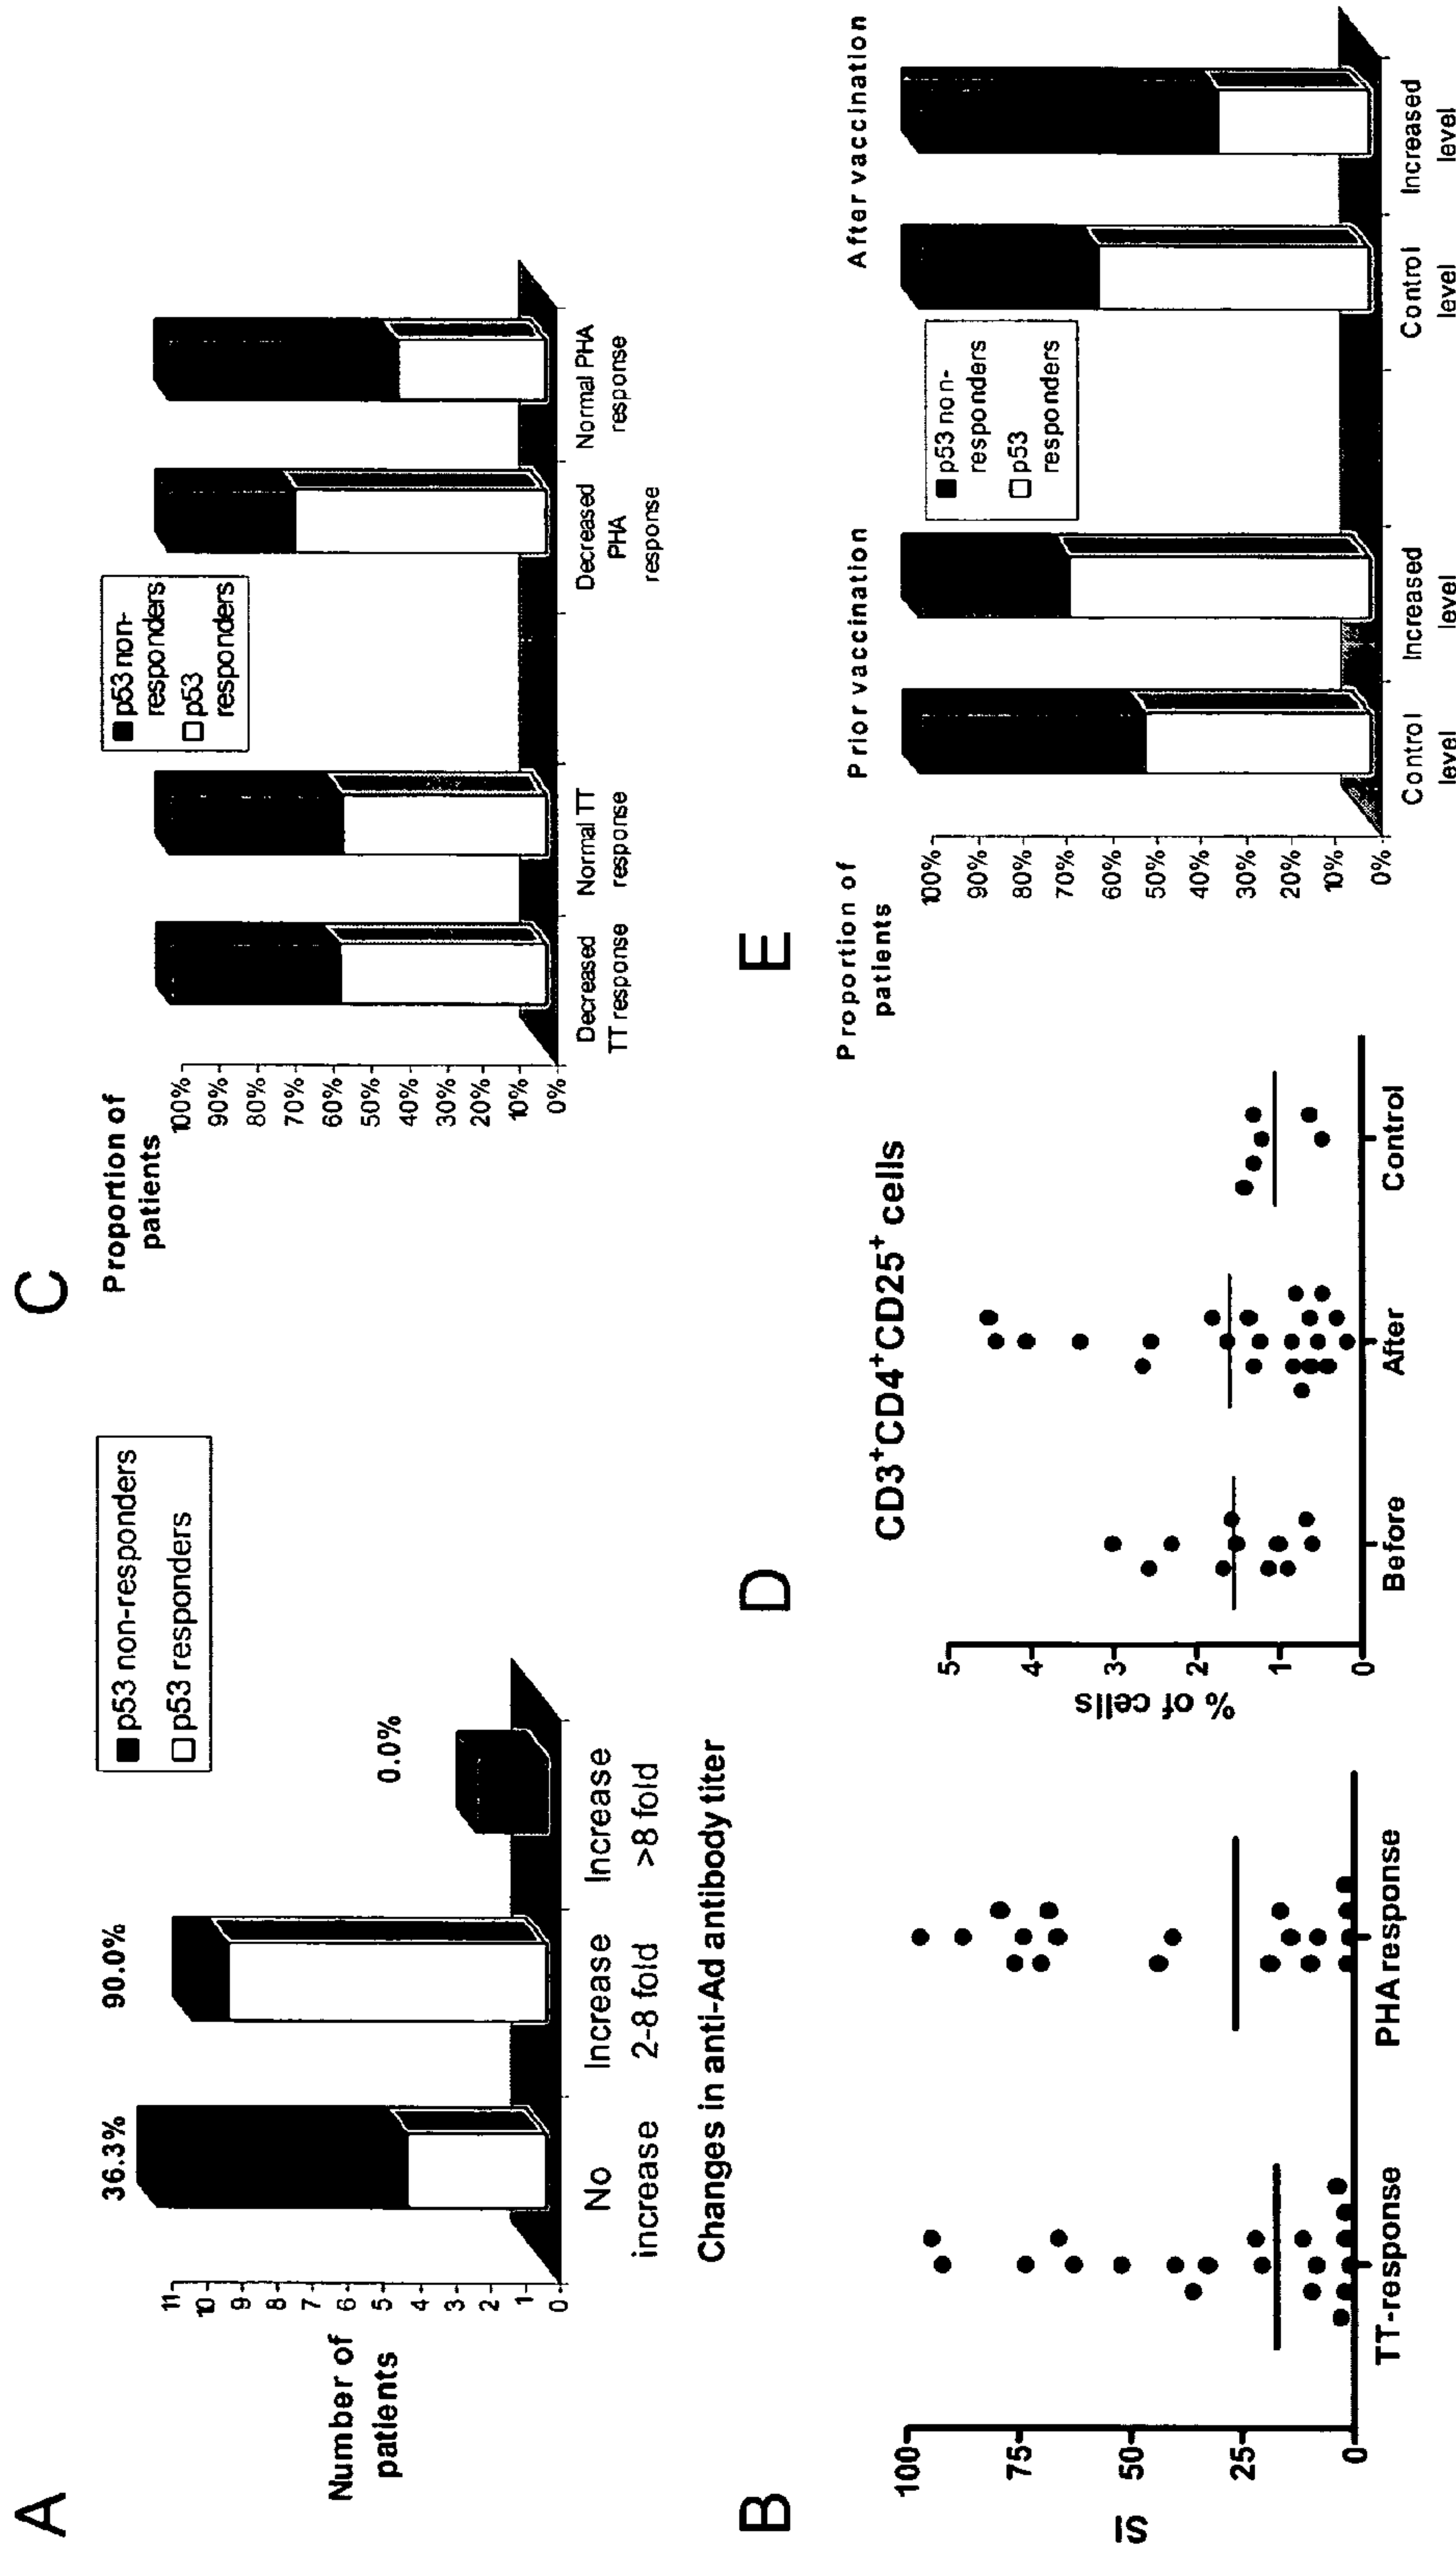 A
Number of
patients
11
10
9
8
7
6
5
4
3
2
1
0
36.3%
90.0%
0.0%
p53 non-responders
p53 responders
No
increase
Increase
2-8 fold
Increase
>8 fold
Changes in anti-Ad antibody titer
B
SI
100
75
50
25
0
TT-response
PHA response
C
Proportion of
patients
100%
90%
80%
70%
60%
50%
40%
30%
20%
10%
0%
p53 non-
responders
p53
responders
Decreased
TT response
Normal TT
response
Decreased
PHA
response
Normal PHA
response
D
CD3+CD4+CD25+ cells
% of cells
5
4
3
2
1
0
Before
After
Control
E
Proportion of
patients
Prior vaccination
After vaccination
100%
90%
80%
70%
60%
50%
40%
30%
20%
10%
0%
p53 non-
responders
p53
responders
Control
level
Increased
level
Control
level
Increased
level